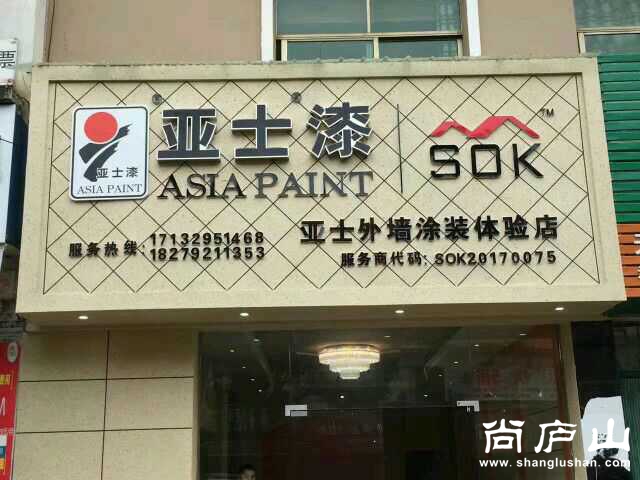 亚士漆
ASIA PAINT
亚士漆
ASIA PAINT
SOK
TM
服务热线:
17132951468
18279211353
亚士外墙涂装体验店
服务商代码: SOK20170075
票
尚庐山
www.shanglushan.com